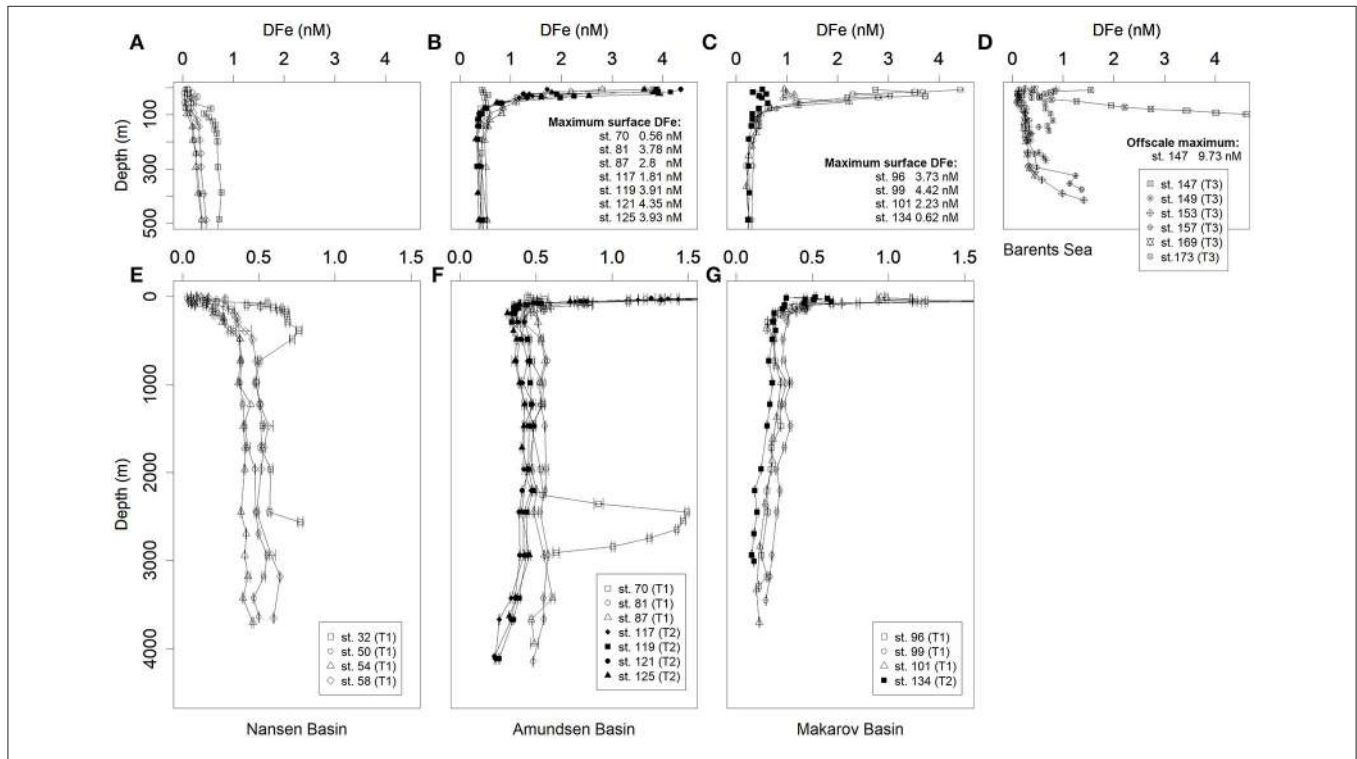 DFe (nM) DFe (nM) DFe (nM) DFe (nM)
A B C D
0 1 2 3 4 0 1 2 3 4 0 1 2 3 4 0 1 2 3 4
Depth (m)
100
300
500
Maximum surface DFe:
st. 70 0.56 nM
st. 81 3.78 nM
st. 87 2.8 nM
st. 117 1.81 nM
st. 119 3.91 nM
st. 121 4.35 nM
st. 125 3.93 nM
Maximum surface DFe:
st. 96 3.73 nM
st. 99 4.42 nM
st. 101 2.23 nM
st. 134 0.62 nM
Offscale maximum:
st. 147 9.73 nM
st. 147 (T3)
st. 149 (T3)
st. 153 (T3)
st. 157 (T3)
st. 169 (T3)
st.173 (T3)
Barents Sea
0.0 0.5 1.0 1.5 0.0 0.5 1.0 1.5 0.0 0.5 1.0 1.5
E F G
Depth (m)
0
1000
2000
3000
4000
st. 32 (T1)
st. 50 (T1)
st. 54 (T1)
st. 58 (T1)
st. 70 (T1)
st. 81 (T1)
st. 87 (T1)
st. 117 (T2)
st. 119 (T2)
st. 121 (T2)
st. 125 (T2)
st. 96 (T1)
st. 99 (T1)
st. 101 (T1)
st. 134 (T2)
Nansen Basin Amundsen Basin Makarov Basin